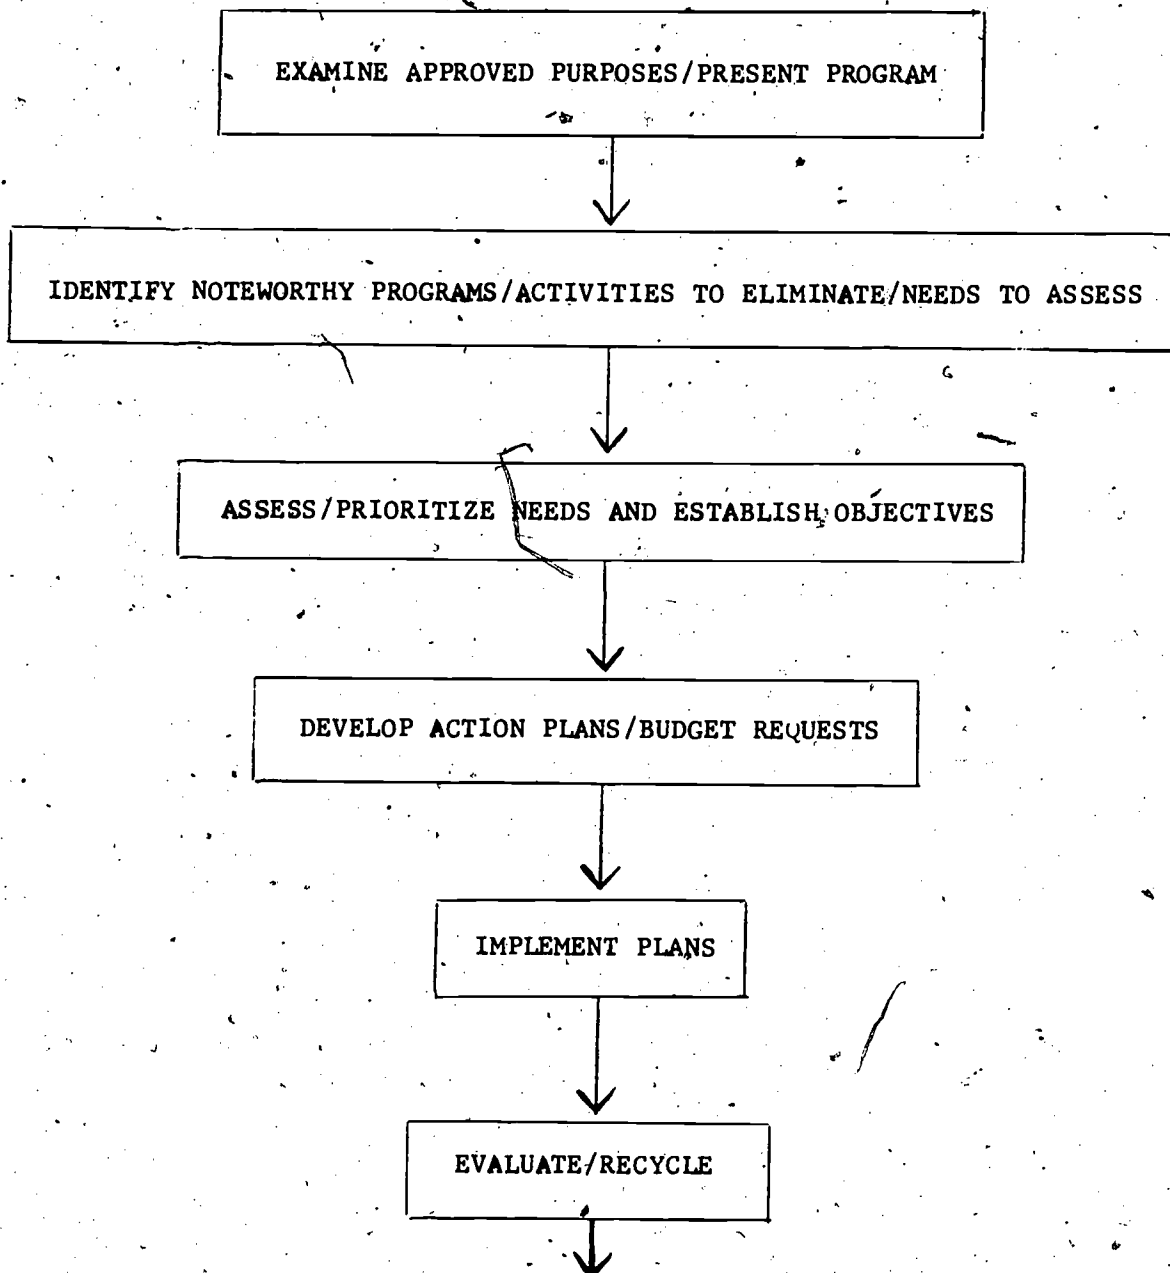 EXAMINE APPROVED PURPOSES/PRESENT PROGRAM
IDENTIFY NOTEWORTHY PROGRAMS/ACTIVITIES TO ELIMINATE/NEEDS TO ASSESS
ASSESS/PRIORITIZE NEEDS AND ESTABLISH OBJECTIVES
DEVELOP ACTION PLANS/BUDGET REQUESTS
IMPLEMENT PLANS
EVALUATE/RECYCLE